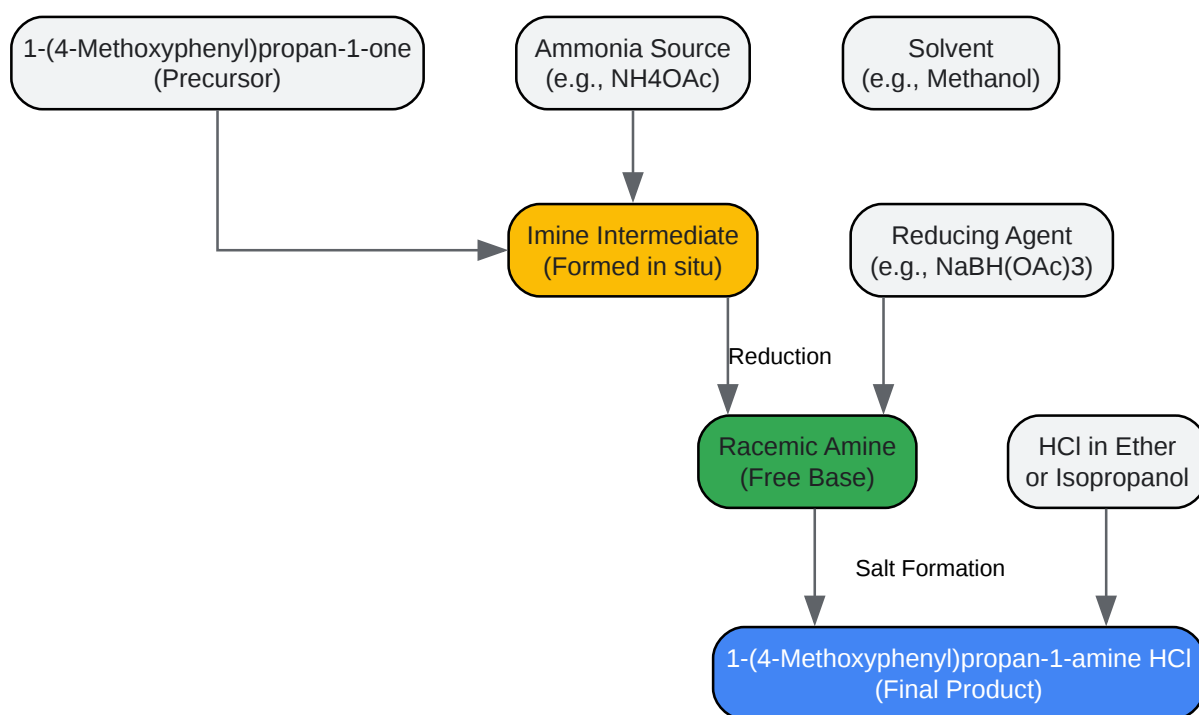 1-(4-Methoxyphenyl)propan-1-one
(Precursor)
Ammonia Source
(e.g., NH4OAc)
Solvent
(e.g., Methanol)
Imine Intermediate
(Formed in situ)
Reducing Agent
(e.g., NaBH(OAc)3)
Reduction
Racemic Amine
(Free Base)
HCl in Ether
or Isopropanol
Salt Formation
1-(4-Methoxyphenyl)propan-1-amine HCl
(Final Product)